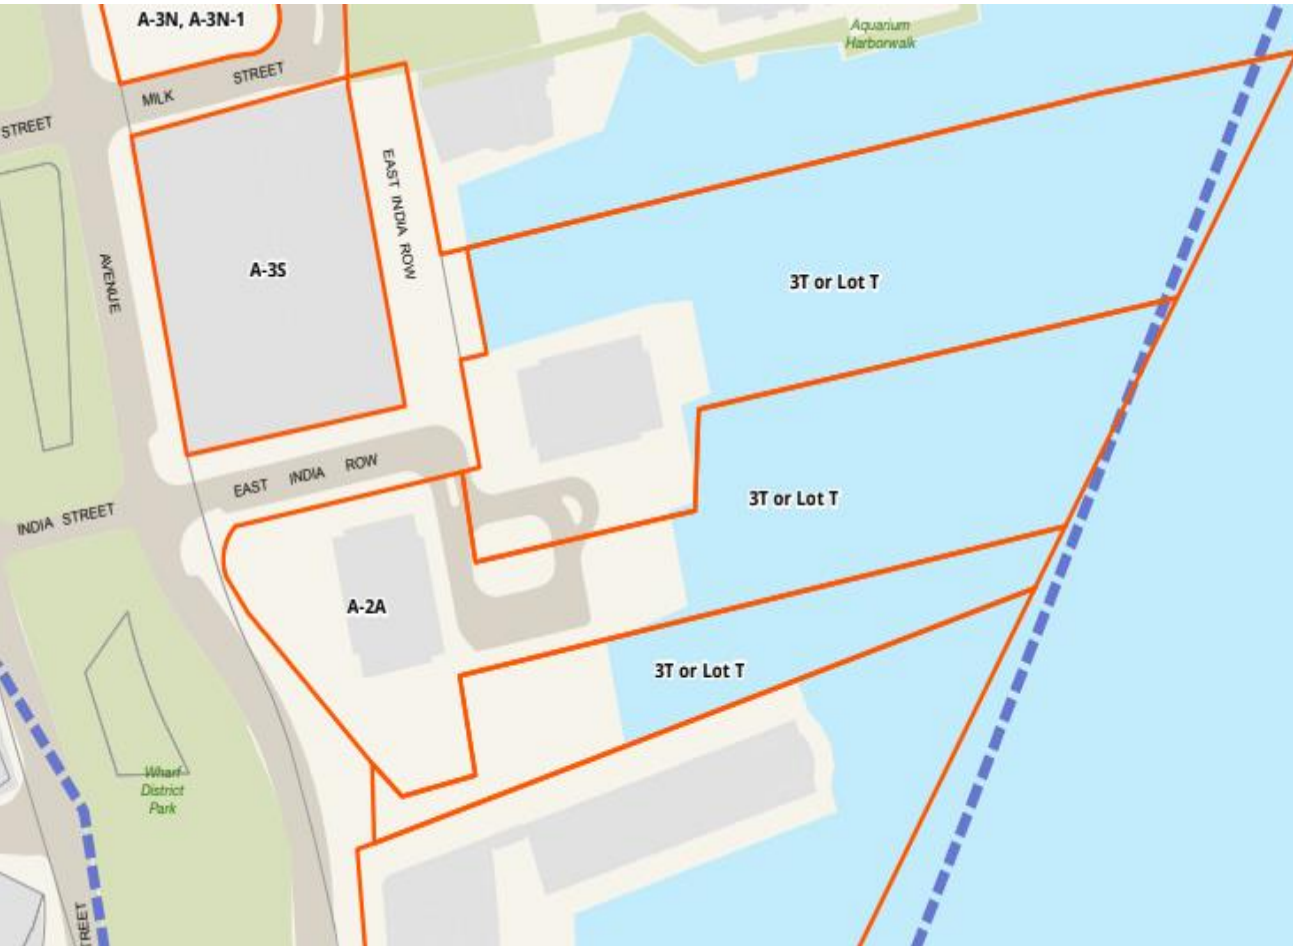 A-3N, A-3N-1
Aquarium
Harborwalk
MILK STREET
STREET
EAST INDIA ROW
AVENUE
A-3S
3T or Lot T
EAST INDIA ROW
3T or Lot T
INDIA STREET
A-2A
3T or Lot T
Wharf
District
Park
TREET